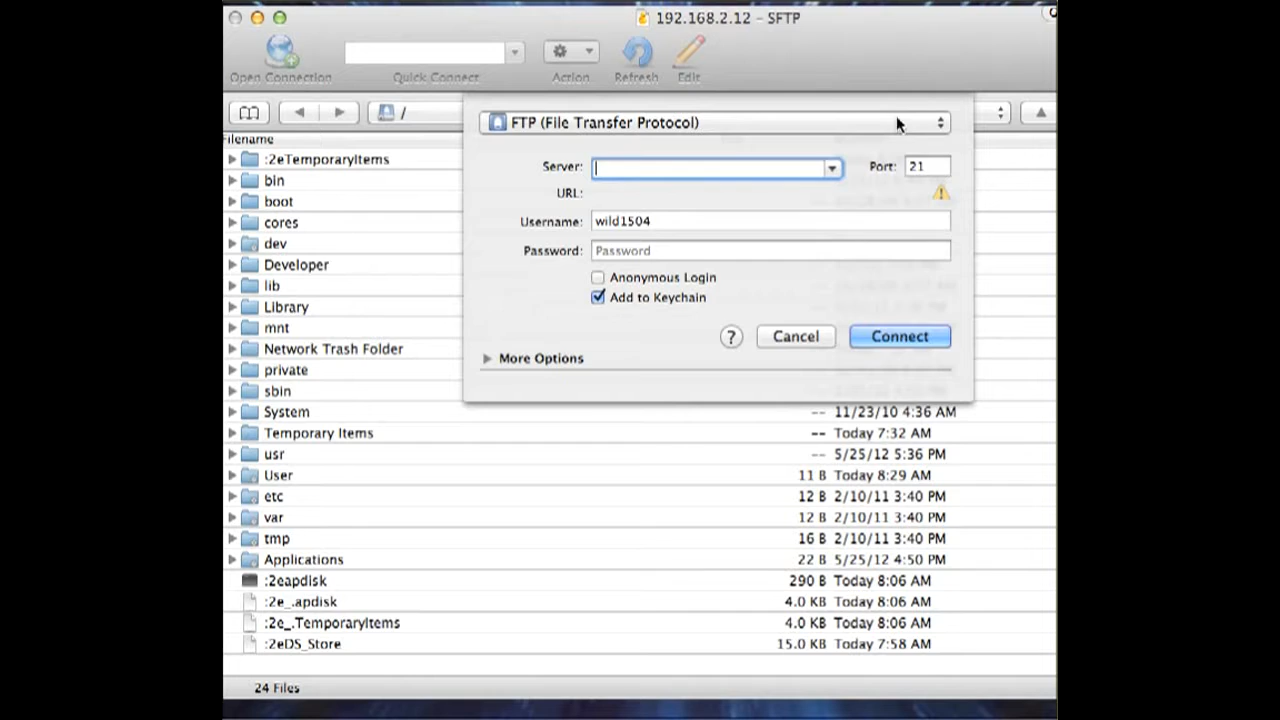 192.168.2.12 – SFTP
Open Connection
Quick Connect
Action
Refresh
Edit
/
FTP (File Transfer Protocol)
Server:
Port: 21
URL:
Username: wild1504
Password: Password
Anonymous Login
Add to Keychain
? Cancel Connect
More Options
Filename
:2eTemporaryItems
bin
boot
cores
dev
Developer
lib
Library
mnt
Network Trash Folder
private
sbin
System -- 11/23/10 4:36 AM
Temporary Items -- Today 7:32 AM
usr -- 5/25/12 5:36 PM
User 11 B Today 8:29 AM
etc 12 B 2/10/11 3:40 PM
var 12 B 2/10/11 3:40 PM
tmp 16 B 2/10/11 3:40 PM
Applications 22 B 5/25/12 4:50 PM
:2eapdisk 290 B Today 8:06 AM
:2e_.apdisk 4.0 KB Today 8:06 AM
:2e_.TemporaryItems 4.0 KB Today 8:06 AM
:2eDS_Store 15.0 KB Today 7:58 AM
24 Files